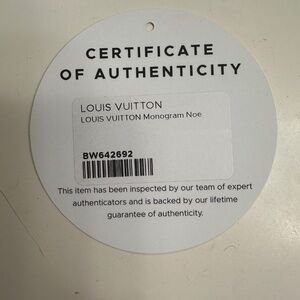 CERTIFICATE
OF AUTHENTICITY
LOUIS VUITTON
LOUIS VUITTON Monogram Noe
BW642692
This item has been inspected by our team of expert
authenticators and is backed by our lifetime
guarantee of authenticity.